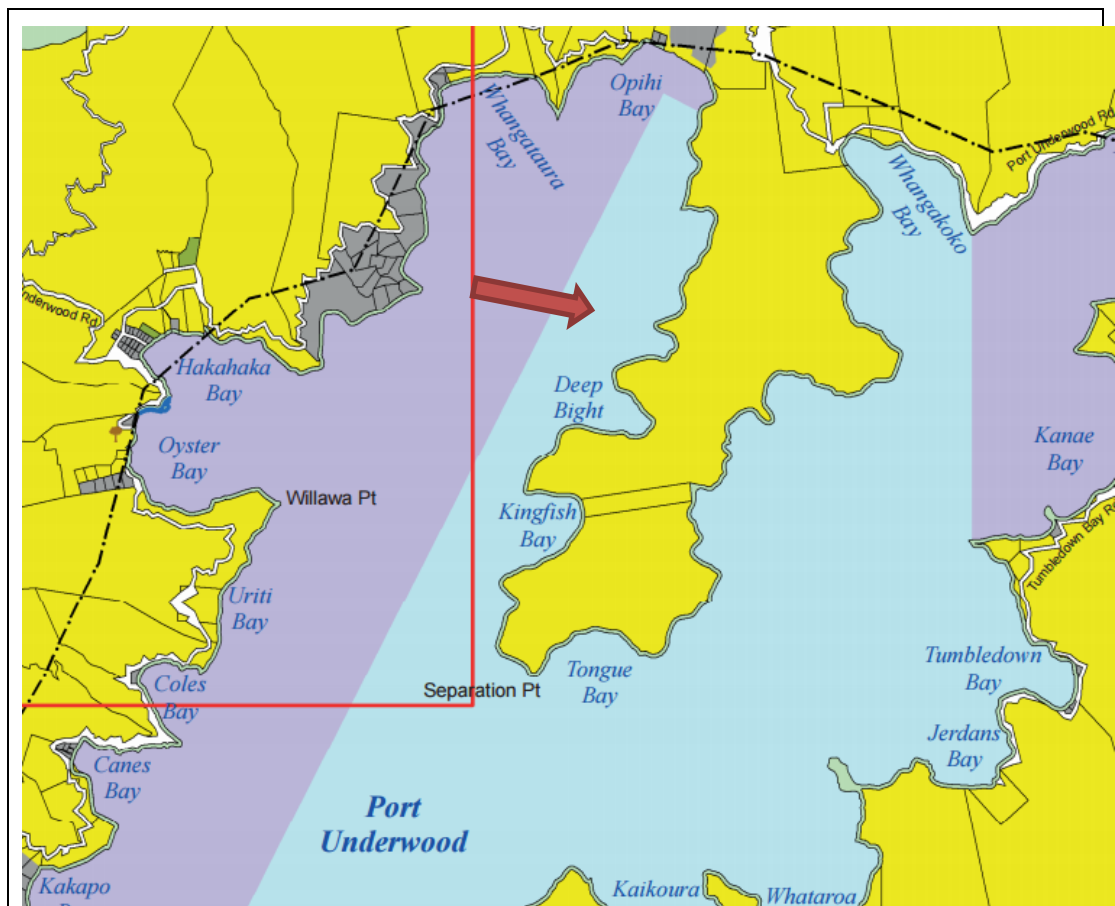 Opihi
Bay
Whangataura
Bay
Port Underwood Rd
Whangakoko
Bay
nderwood Rd
Hakahaka
Bay
Deep
Bight
Kanae
Bay
Oyster
Bay
Willawa Pt
Kingfish
Bay
Tumbledown Bay Ro
Uriti
Bay
Tumbledown
Bay
Tongue
Bay
Coles
Bay
Separation Pt
Jerdans
Bay
Canes
Bay
Port
Underwood
Kakapo
Kaikoura
Whataroa